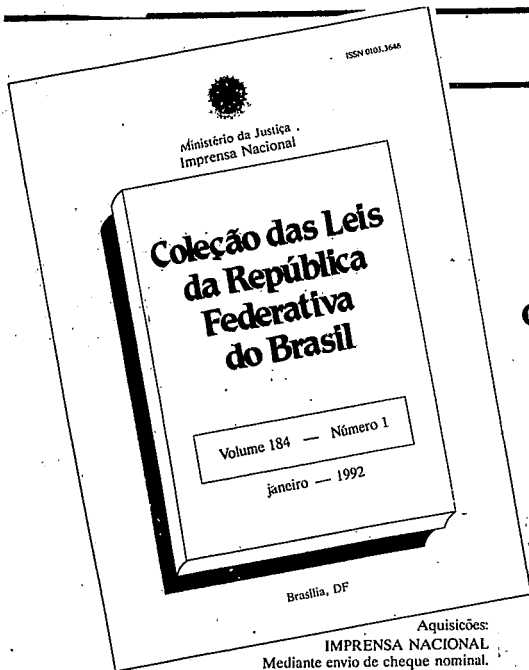 ISSN 0103.3646
Ministério da Justiça
Imprensa Nacional
Coleção das Leis
da República
Federativa
do Brasil
Volume 184 — Número 1
janeiro — 1992
Brasília, DF
Aquisições:
IMPRENSA NACIONAL
Mediante envio de cheque nominal.